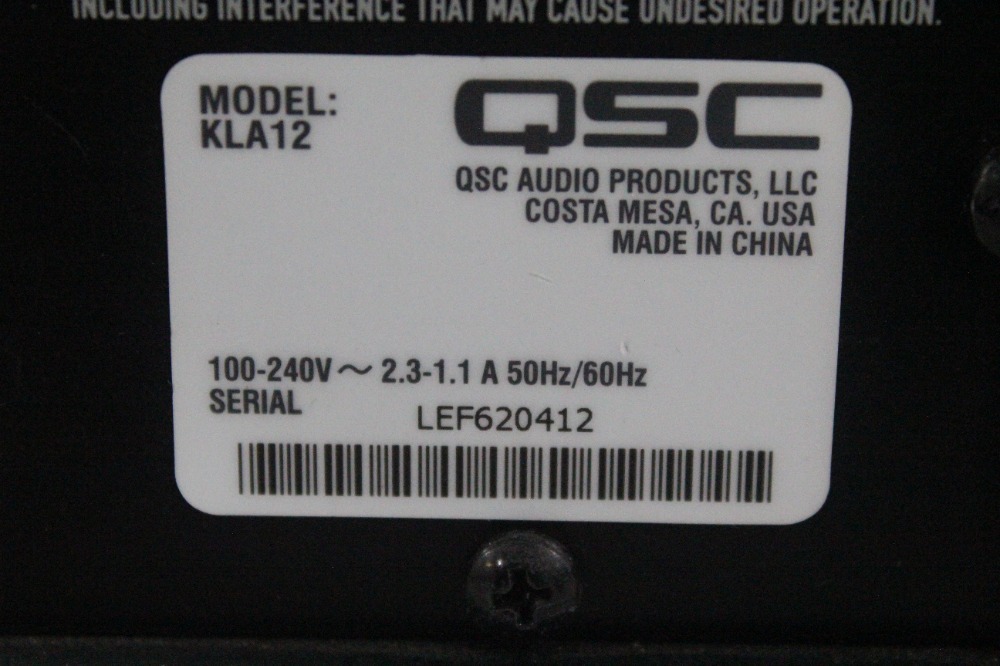 INCLUDING INTERFERENCE THAT MAY CAUSE UNDESIRED OPERATION.
MODEL:
KLA12
QSC
QSC AUDIO PRODUCTS, LLC
COSTA MESA, CA. USA
MADE IN CHINA
100-240V ~ 2.3-1.1 A 50Hz/60Hz
SERIAL
LEF620412